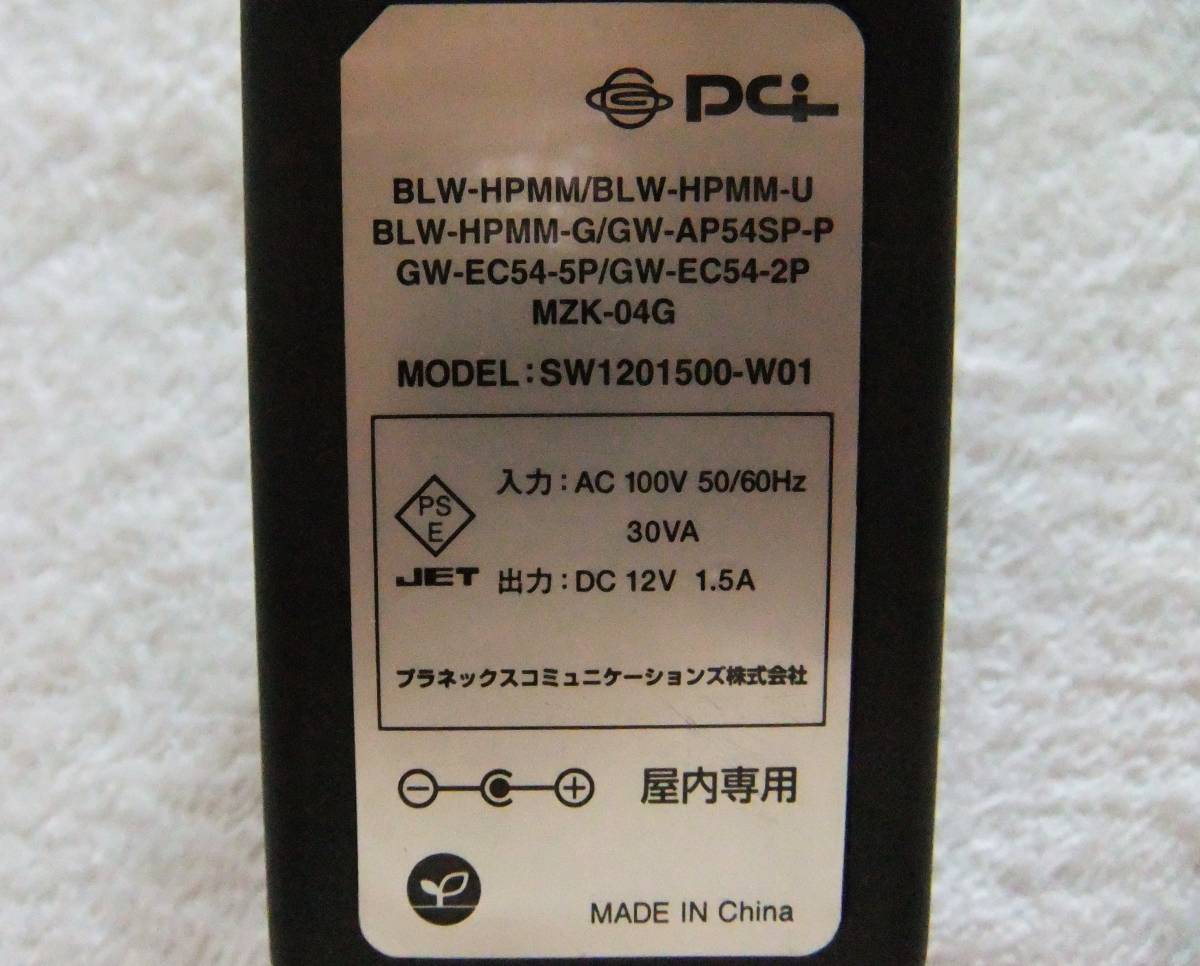 PCi
BLW-HPMM/BLW-HPMM-U
BLW-HPMM-G/GW-AP54SP-P
GW-EC54-5P/GW-EC54-2P
MZK-04G
MODEL:SW1201500-W01
PS
E
入力:AC 100V 50/60Hz
30VA
JET 出力:DC 12V 1.5A
プラネックスコミュニケーションズ株式会社
屋内専用
MADE IN China